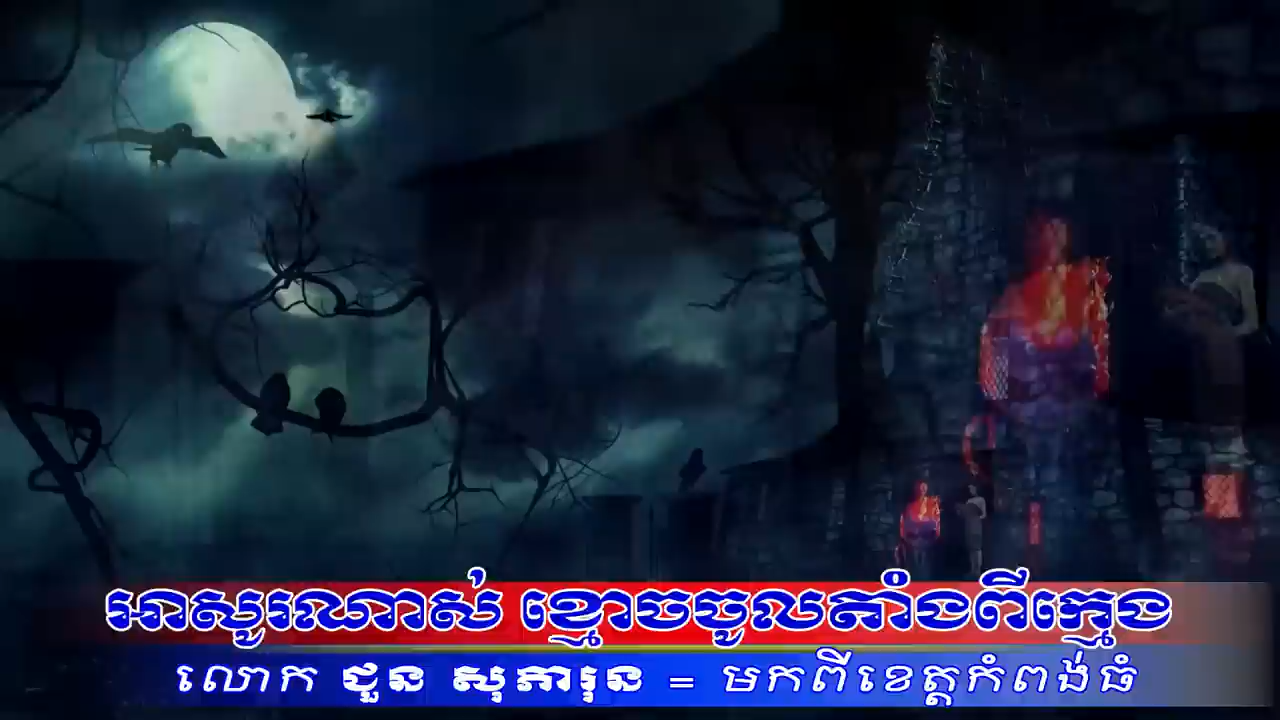 អាសូរណាស់ ខ្មោចចូលតាំងពីក្មេង
លោក ជួន សុភារុន = មកពីខេត្តកំពង់ធំ